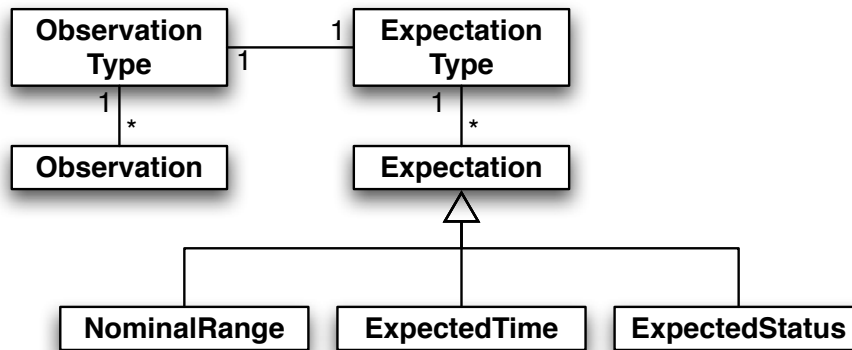 Observation
Type
1
1
Expectation
Type
1
*
1
*
Observation
Expectation
NominalRange
ExpectedTime
ExpectedStatus